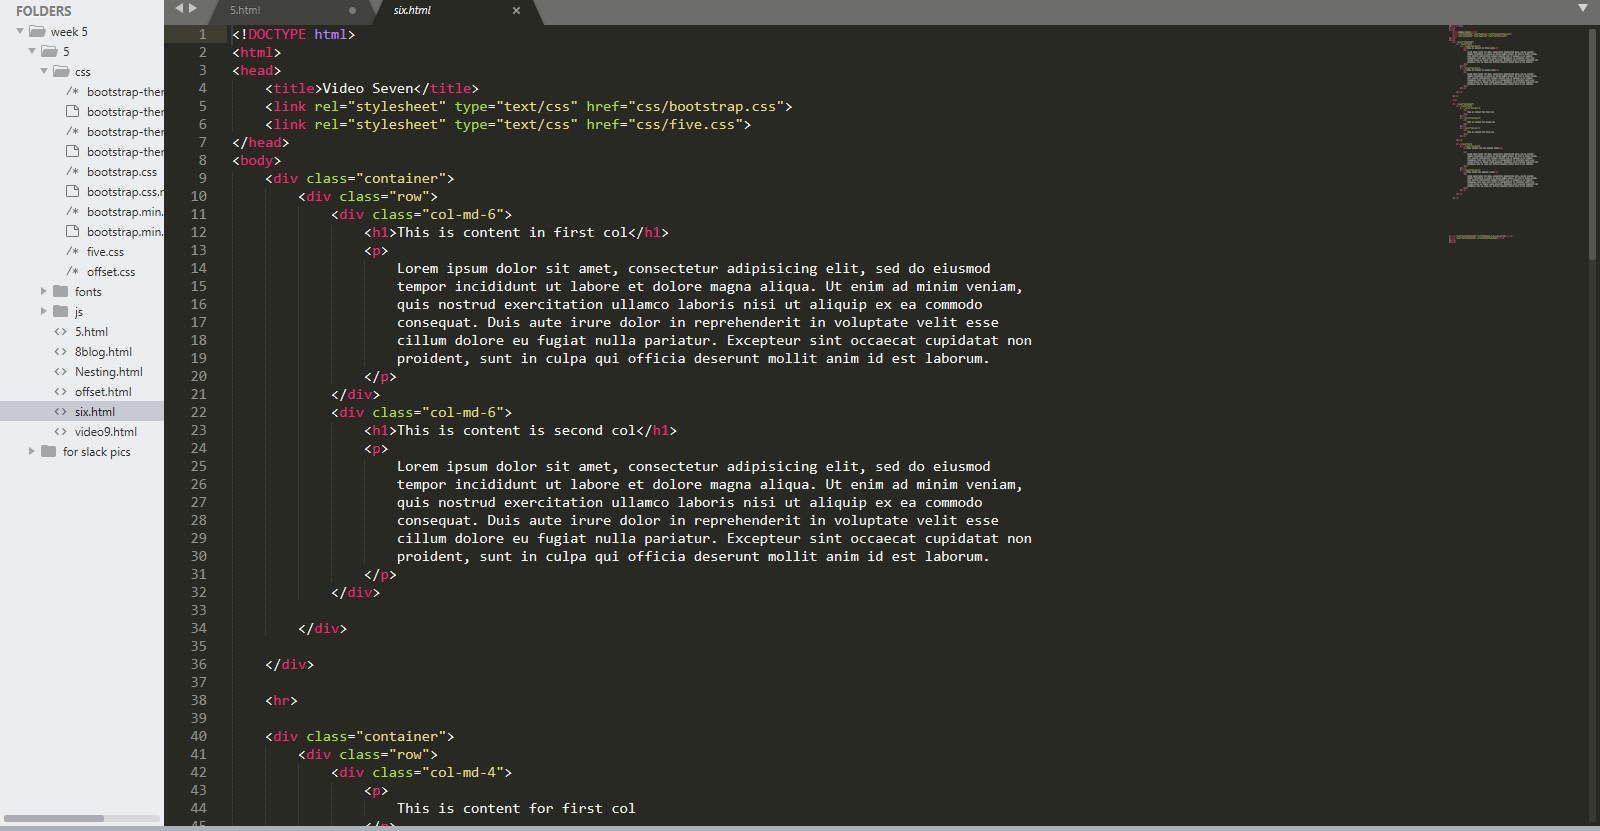 FOLDERS
week 5
5
css
/* bootstrap-ther
bootstrap-ther
/* bootstrap-ther
bootstrap-ther
/* bootstrap.css
bootstrap.css.r
/* bootstrap.min.
bootstrap.min.
/* five.css
/* offset.css
fonts
js
<> 5.html
<> 8blog.html
<> Nesting.html
<> offset.html
<> six.html
<> video9.html
for slack pics
5.html
six.html ×
1 <!DOCTYPE html>
2 <html>
3 <head>
4 <title>Video Seven</title>
5 <link rel="stylesheet" type="text/css" href="css/bootstrap.css">
6 <link rel="stylesheet" type="text/css" href="css/five.css">
7 </head>
8 <body>
9 <div class="container">
10 <div class="row">
11 <div class="col-md-6">
12 <h1>This is content in first col</h1>
13 <p>
14 Lorem ipsum dolor sit amet, consectetur adipisicing elit, sed do eiusmod
15 tempor incididunt ut labore et dolore magna aliqua. Ut enim ad minim veniam,
16 quis nostrud exercitation ullamco laboris nisi ut aliquip ex ea commodo
17 consequat. Duis aute irure dolor in reprehenderit in voluptate velit esse
18 cillum dolore eu fugiat nulla pariatur. Excepteur sint occaecat cupidatat non
19 proident, sunt in culpa qui officia deserunt mollit anim id est laborum.
20 </p>
21 </div>
22 <div class="col-md-6">
23 <h1>This is content is second col</h1>
24 <p>
25 Lorem ipsum dolor sit amet, consectetur adipisicing elit, sed do eiusmod
26 tempor incididunt ut labore et dolore magna aliqua. Ut enim ad minim veniam,
27 quis nostrud exercitation ullamco laboris nisi ut aliquip ex ea commodo
28 consequat. Duis aute irure dolor in reprehenderit in voluptate velit esse
29 cillum dolore eu fugiat nulla pariatur. Excepteur sint occaecat cupidatat non
30 proident, sunt in culpa qui officia deserunt mollit anim id est laborum.
31 </p>
32 </div>
33
34 </div>
35
36 </div>
37
38 <hr>
39
40 <div class="container">
41 <div class="row">
42 <div class="col-md-4">
43 <p>
44 This is content for first col
45 </p>